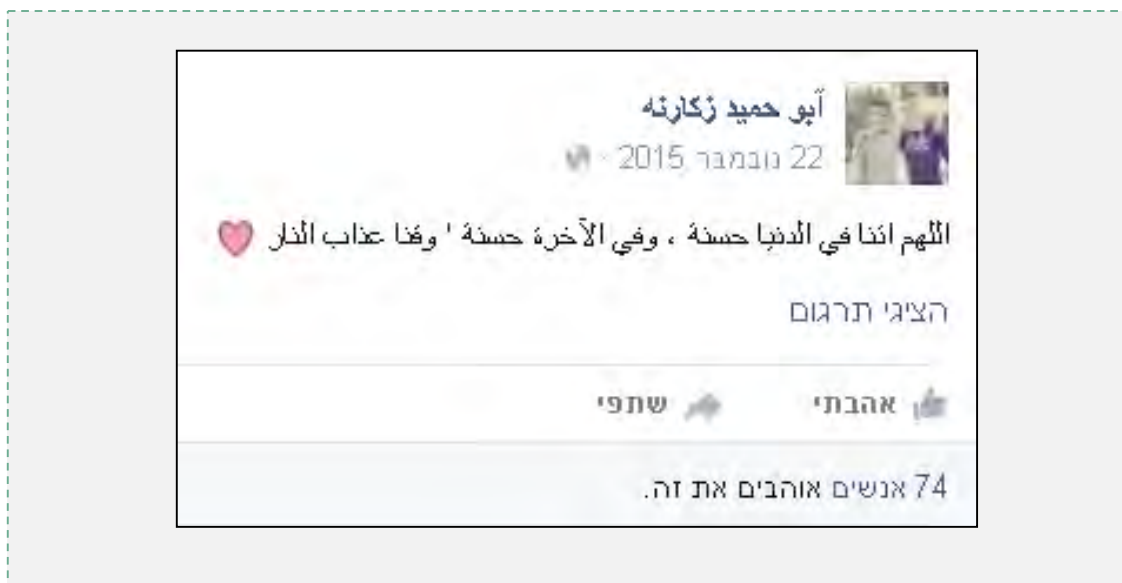 آبو حميد زكارنه
22 נובמבר 2015
اللهم اتنا في الدنيا حسنة ، وفي الآخرة حسنة ' وقنا عذاب النار
הציגי תרגום
אהבתי שתפי
74 אנשים אוהבים את זה.